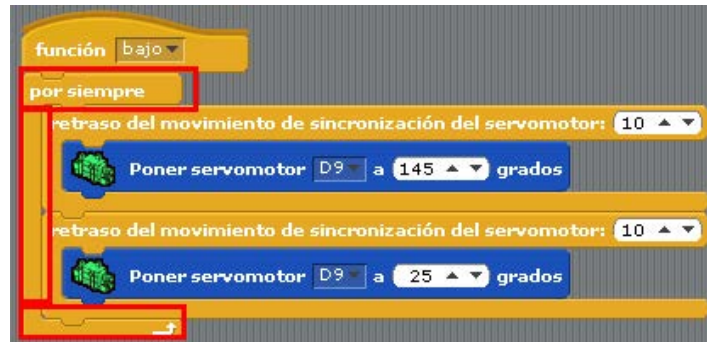 función bajo
por siempre
retraso del movimiento de sincronización del servomotor: 10
Poner servomotor D9 a 145 grados
retraso del movimiento de sincronización del servomotor: 10
Poner servomotor D9 a 25 grados